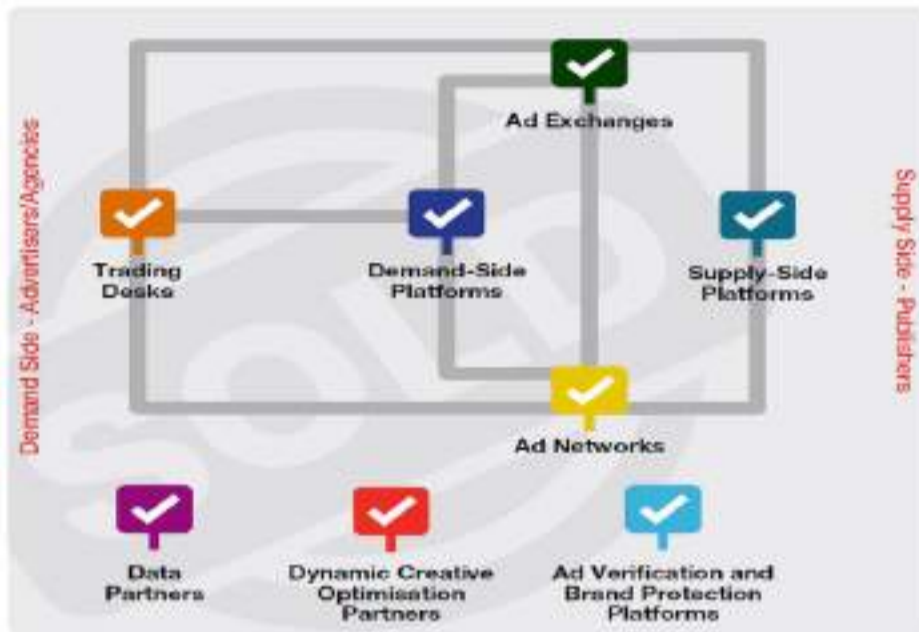 Demand Side - Advertisers/Agencies
Ad Exchanges
Supply Side - Publishers
Trading
Desks
Demand-Side
Platforms
Supply-Side
Platforms
SOLD
Ad Networks
Data
Partners
Dynamic Creative
Optimisation
Partners
Ad Verification and
Brand Protection
Platforms